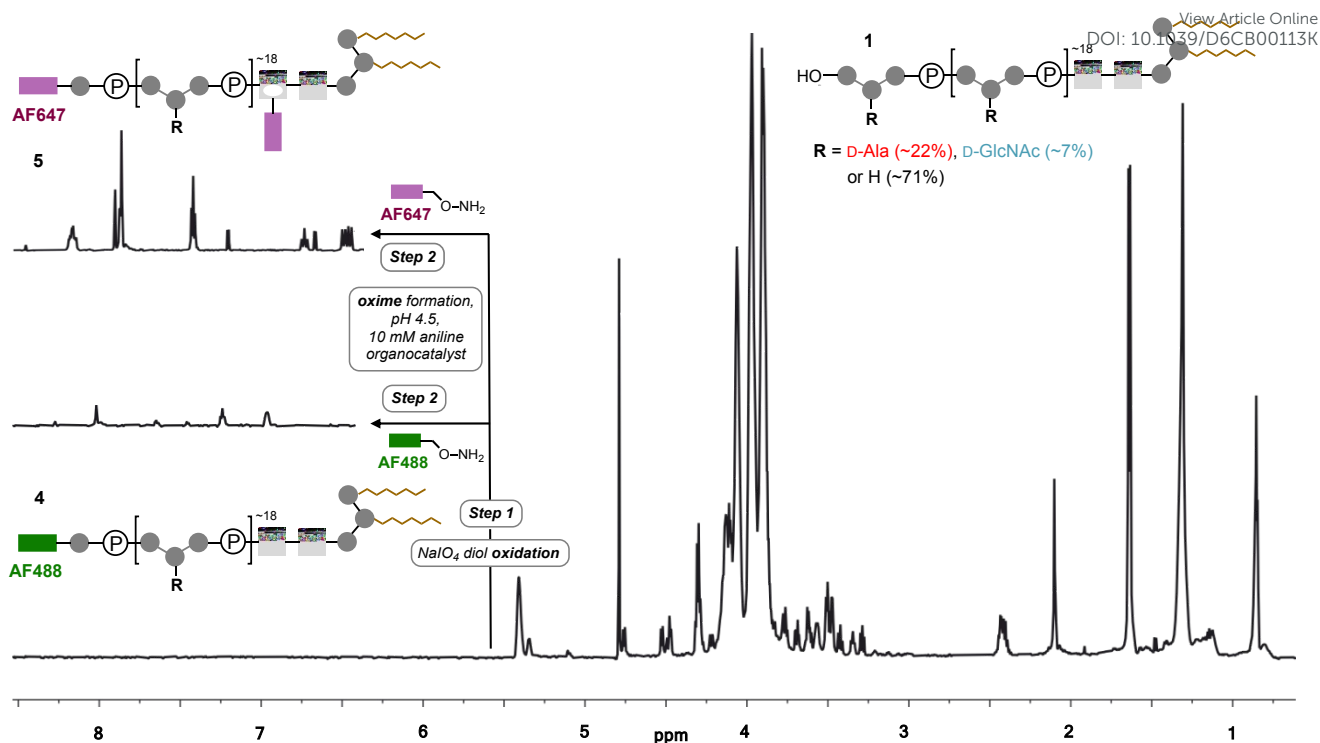 View Article Online
DOI: 10.1039/D6CB00113K
~18
P
P
AF647
R
5
1
~18
HO
P
P
R
R
R = D-Ala (~22%), D-GlcNAc (~7%)
or H (~71%)
AF647
O–NH2
Step 2
oxime formation,
pH 4.5,
10 mM aniline
organocatalyst
Step 2
AF488
O–NH2
4
~18
P
P
AF488
R
Step 1
NaIO4 diol oxidation
8 7 6 5 ppm 4 3 2 1